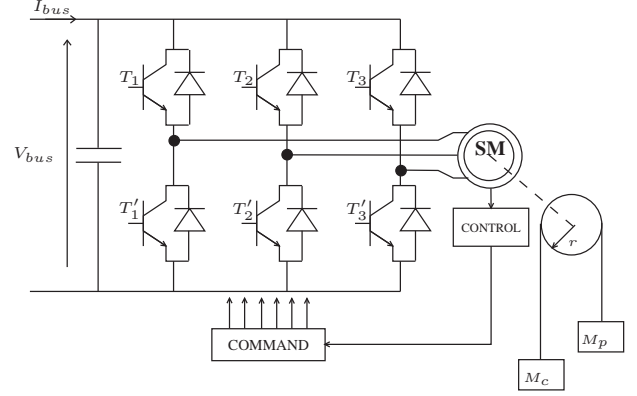 I_bus
T_1 T_2 T_3
V_bus
SM
T'_1 T'_2 T'_3
CONTROL
r
COMMAND
M_p
M_c